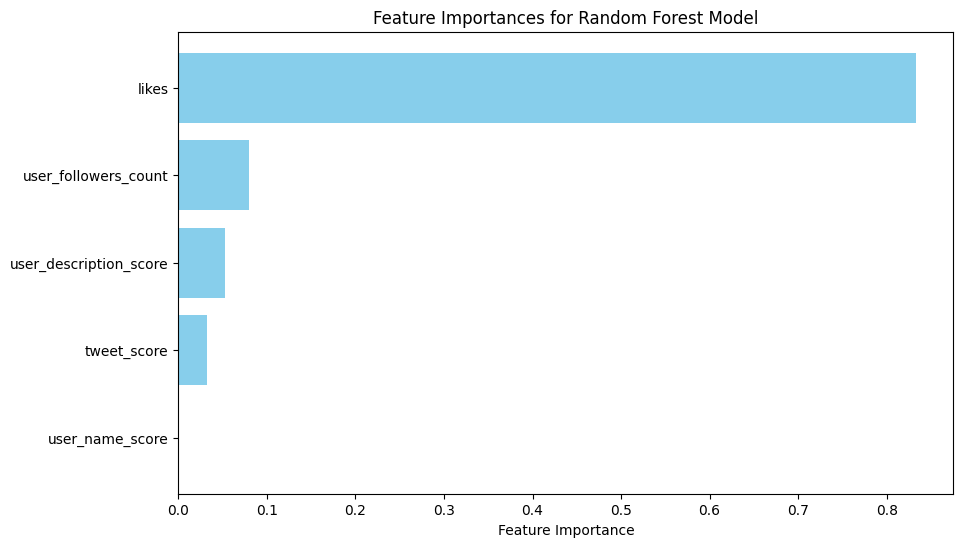 Feature Importances for Random Forest Model
likes
user_followers_count
user_description_score
tweet_score
user_name_score
0.0 0.1 0.2 0.3 0.4 0.5 0.6 0.7 0.8
Feature Importance